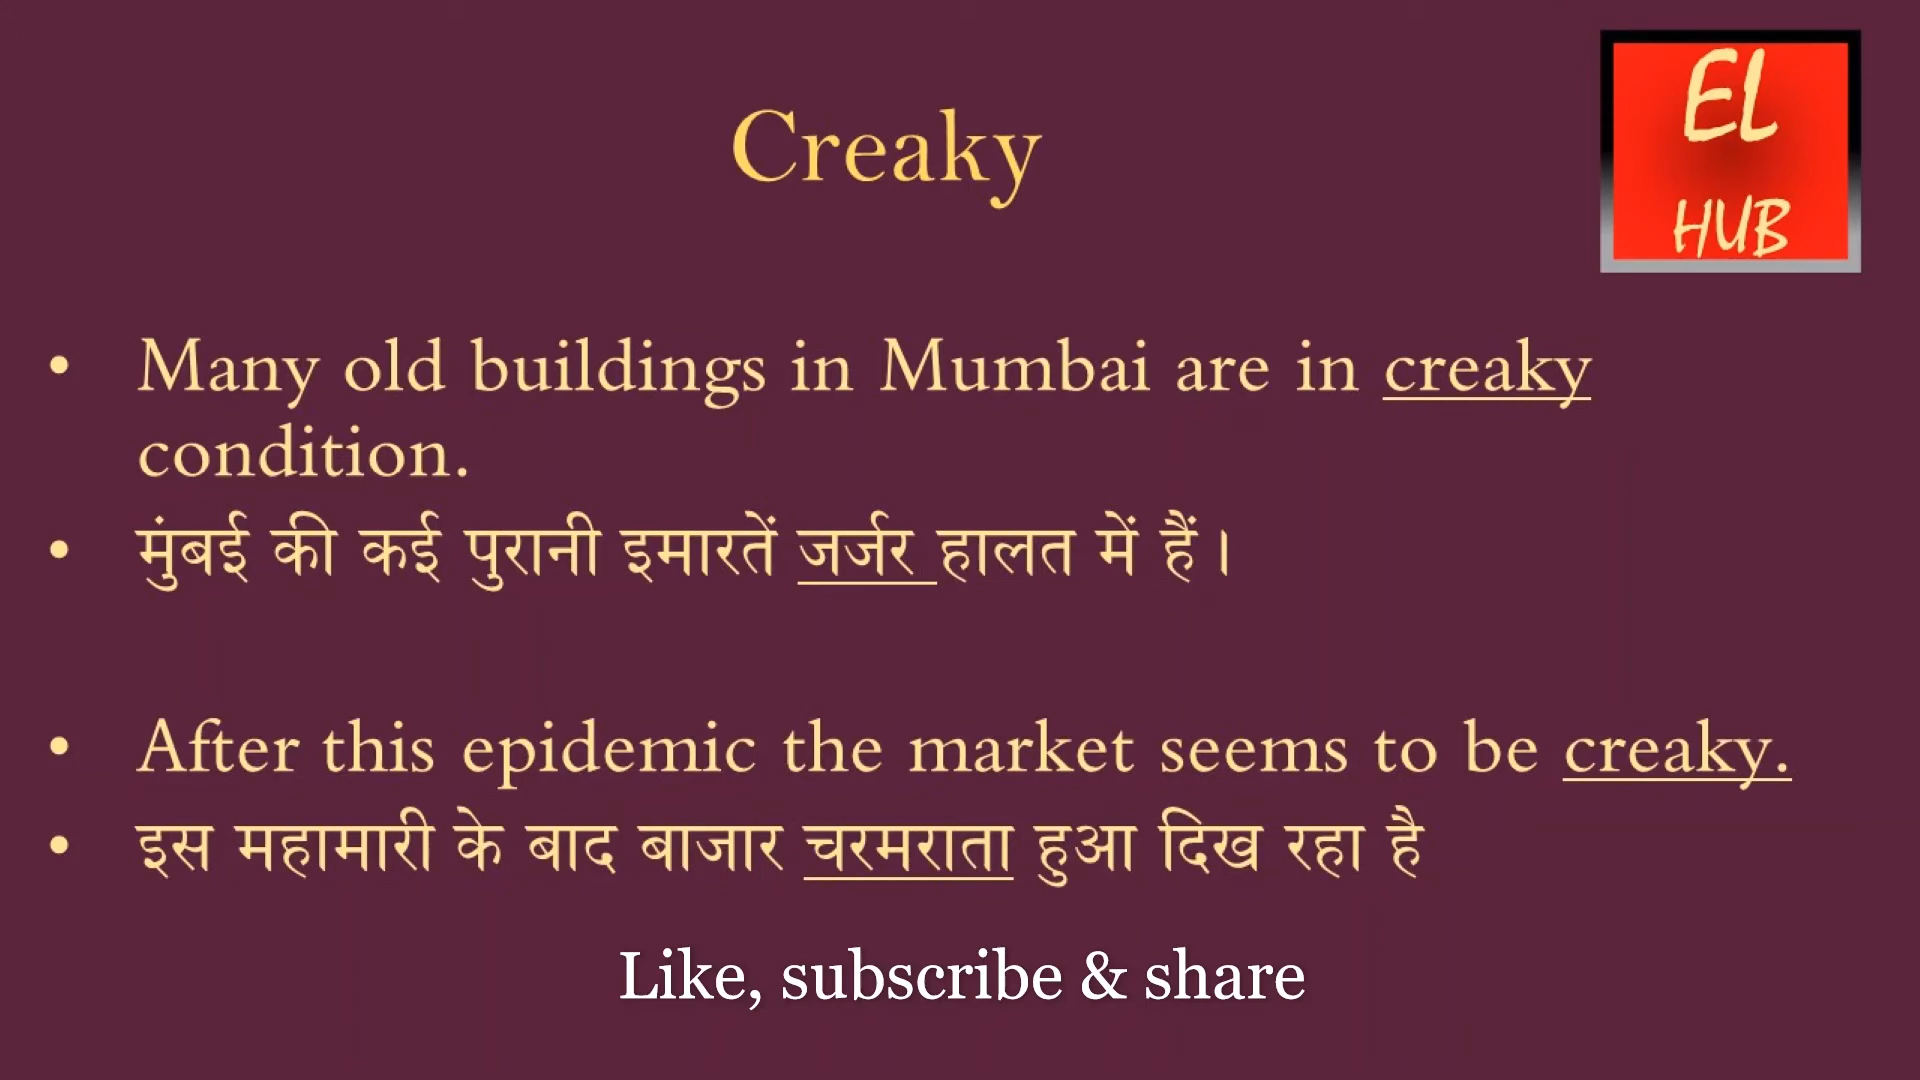 EL
HUB
Creaky
• Many old buildings in Mumbai are in creaky
condition.
• मुंबई की कई पुरानी इमारतें जर्जर हालत में हैं।
• After this epidemic the market seems to be creaky.
• इस महामारी के बाद बाजार चरमराता हुआ दिख रहा है
Like, subscribe & share